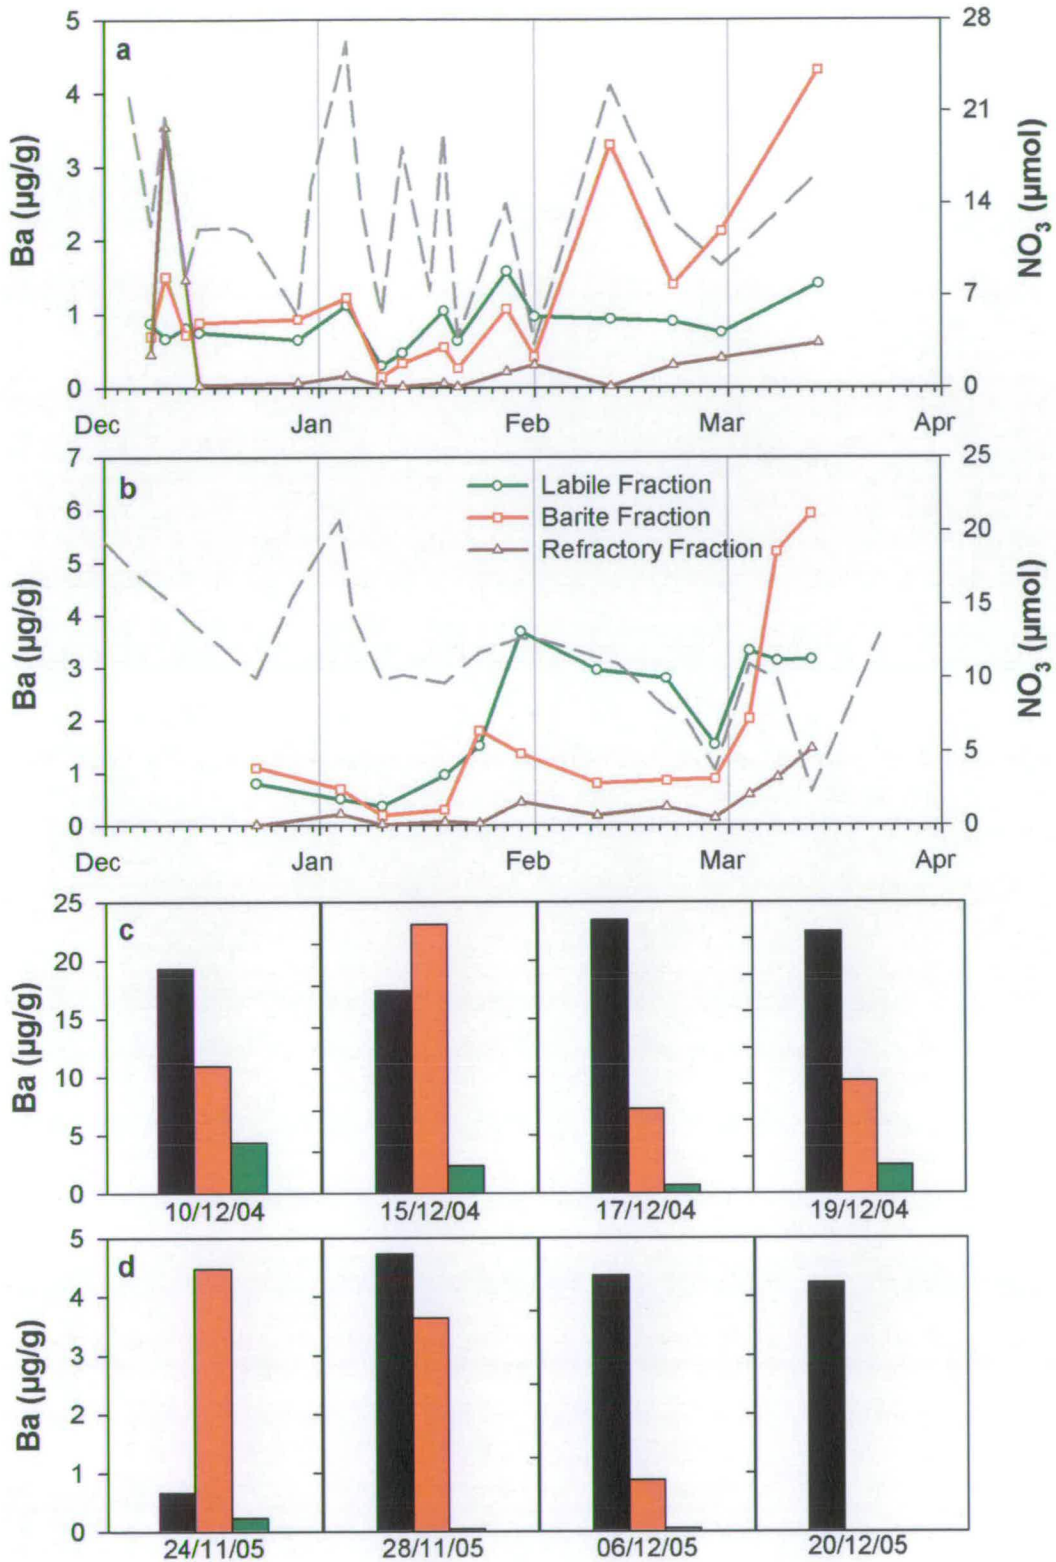 a
5
4
3
2
1
0
Ba (µg/g)
28
21
14
7
0
NO3 (µmol)
Dec Jan Feb Mar Apr
b
7
6
5
4
3
2
1
0
Ba (µg/g)
Labile Fraction
Barite Fraction
Refractory Fraction
25
20
15
10
5
0
NO3 (µmol)
Dec Jan Feb Mar Apr
c
25
20
15
10
5
0
Ba (µg/g)
10/12/04 15/12/04 17/12/04 19/12/04
d
5
4
3
2
1
0
Ba (µg/g)
24/11/05 28/11/05 06/12/05 20/12/05